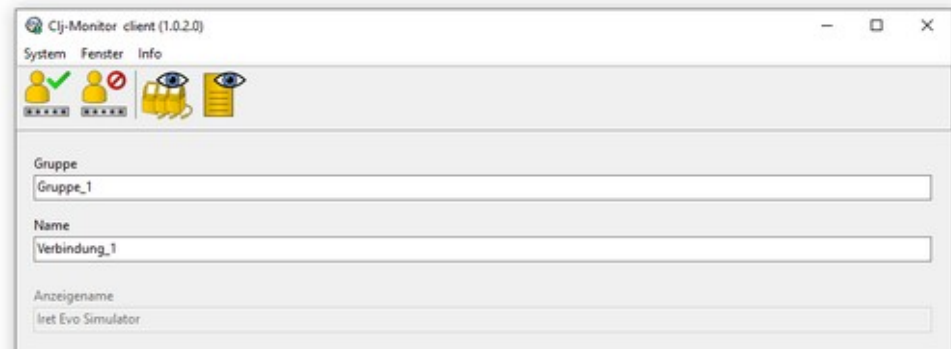 Clj-Monitor client (1.0.2.0)
System Fenster Info
Gruppe
Gruppe_1
Name
Verbindung_1
Anzeigename
Iret Evo Simulator